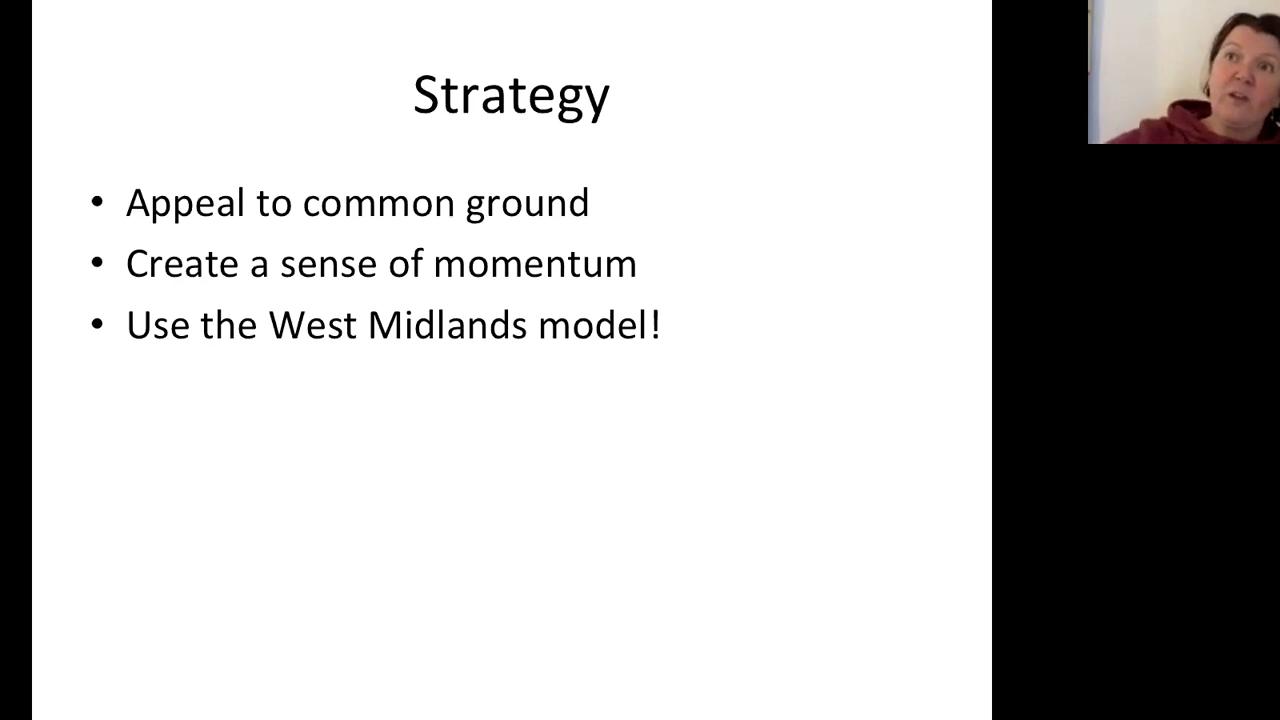 Strategy
• Appeal to common ground
• Create a sense of momentum
• Use the West Midlands model!